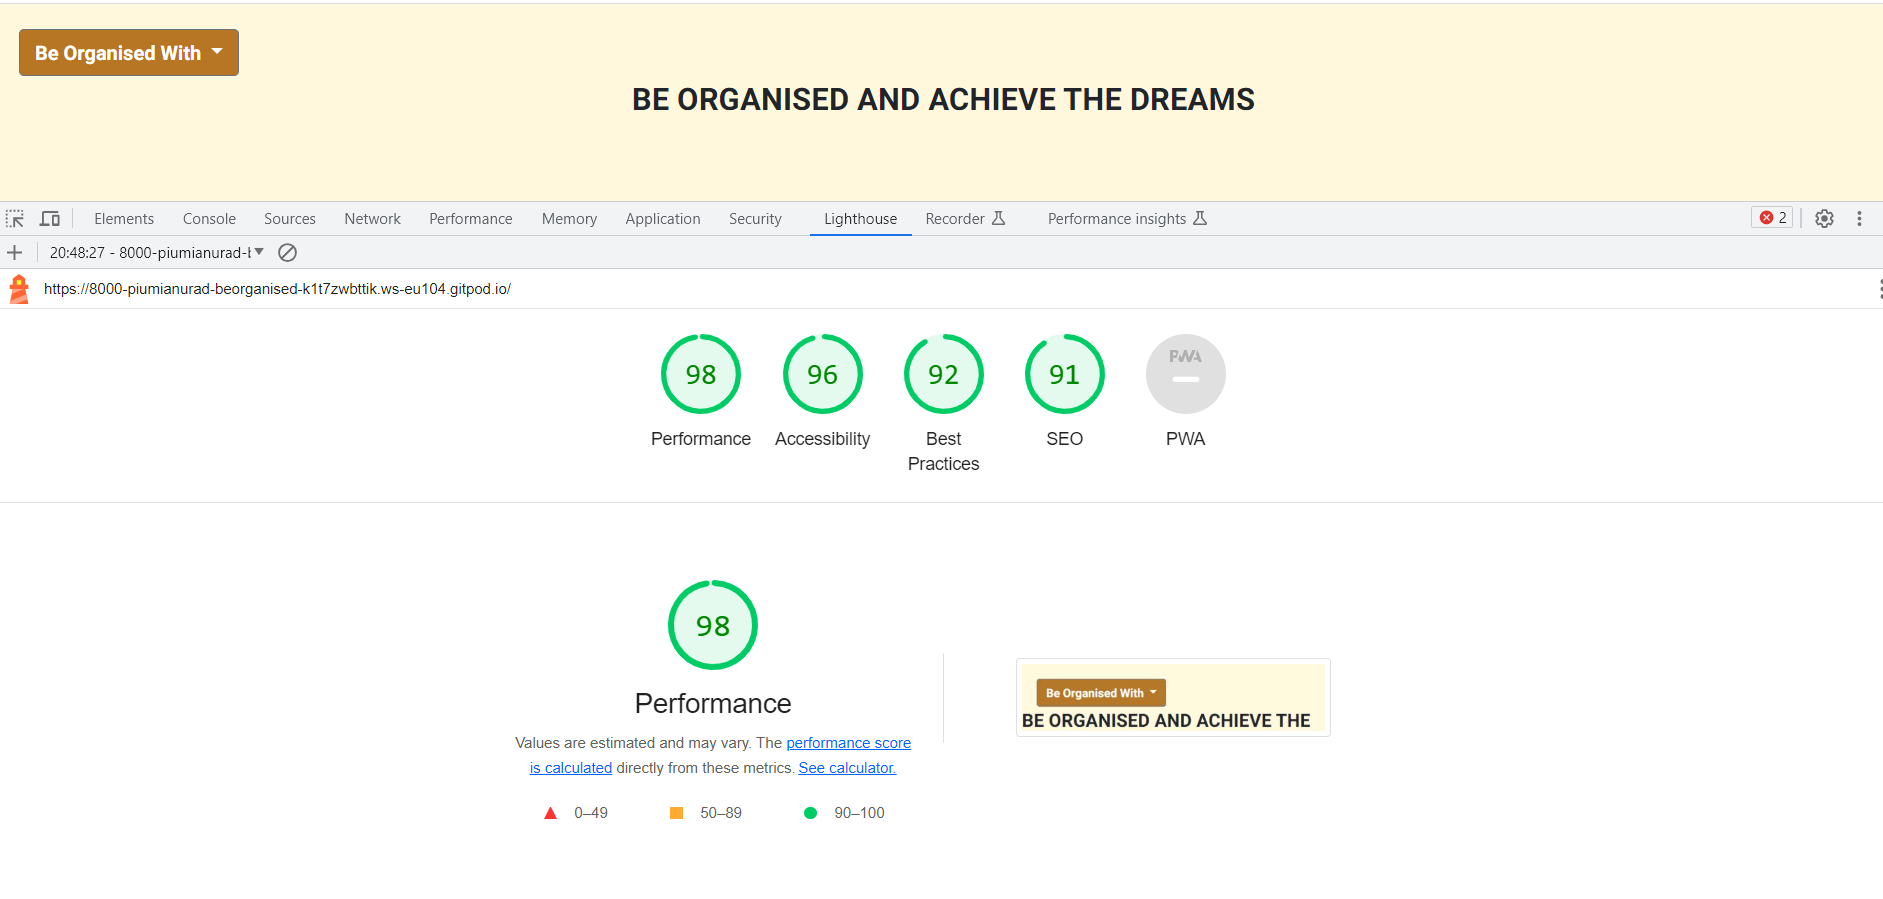 Be Organised With
BE ORGANISED AND ACHIEVE THE DREAMS
Elements Console Sources Network Performance Memory Application Security Lighthouse Recorder Performance insights 2
20:48:27 - 8000-piumianurad-b
https://8000-piumianurad-beorganised-k1t7zwbttik.ws-eu104.gitpod.io/
98 96 92 91 PWA
Performance Accessibility Best Practices SEO PWA
98
Performance
Values are estimated and may vary. The performance score
is calculated directly from these metrics. See calculator.
0–49 50–89 90–100
Be Organised With
BE ORGANISED AND ACHIEVE THE